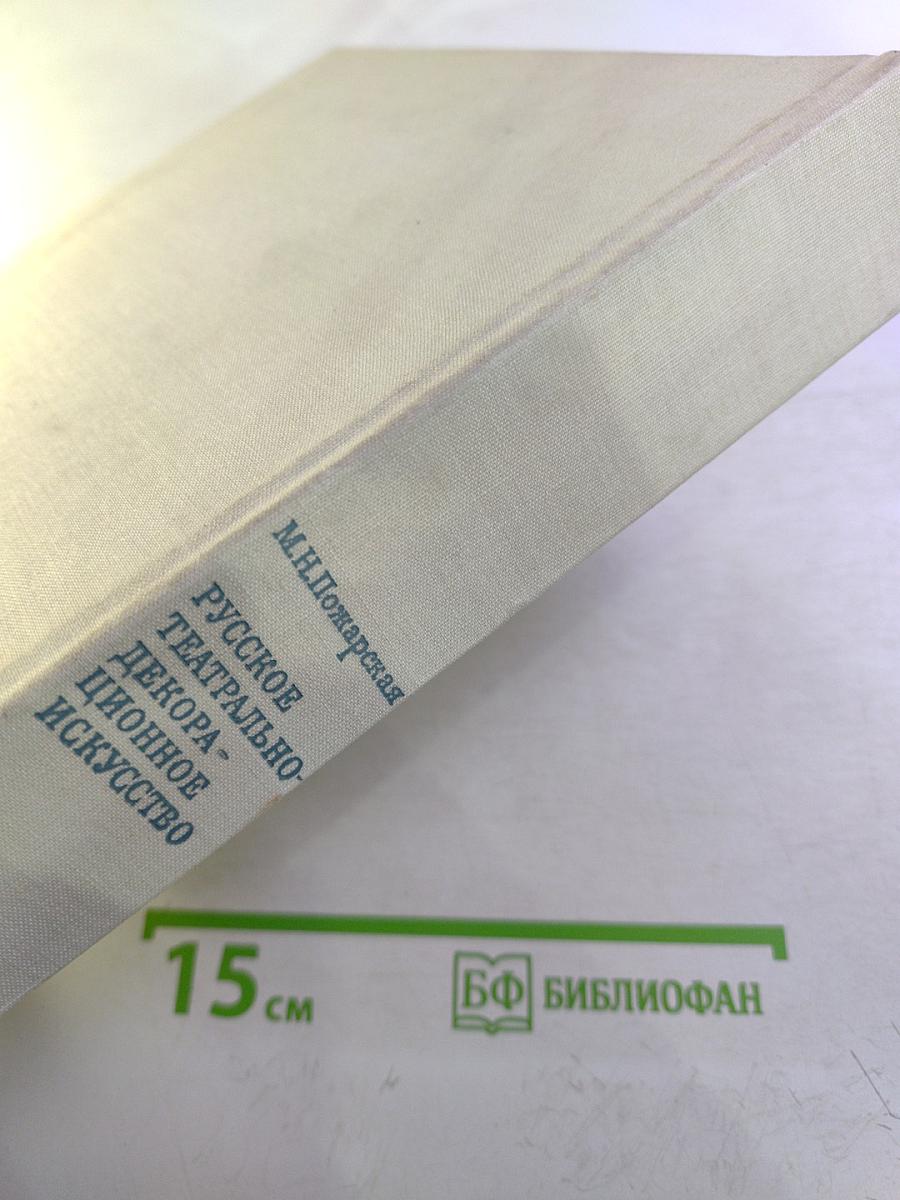 М.Н.Пожарская
РУССКОЕ
ТЕАТРАЛЬНО-
ДЕКОРА-
ЦИОННОЕ
ИСКУССТВО
15 см
БФ БИБЛИОФАН